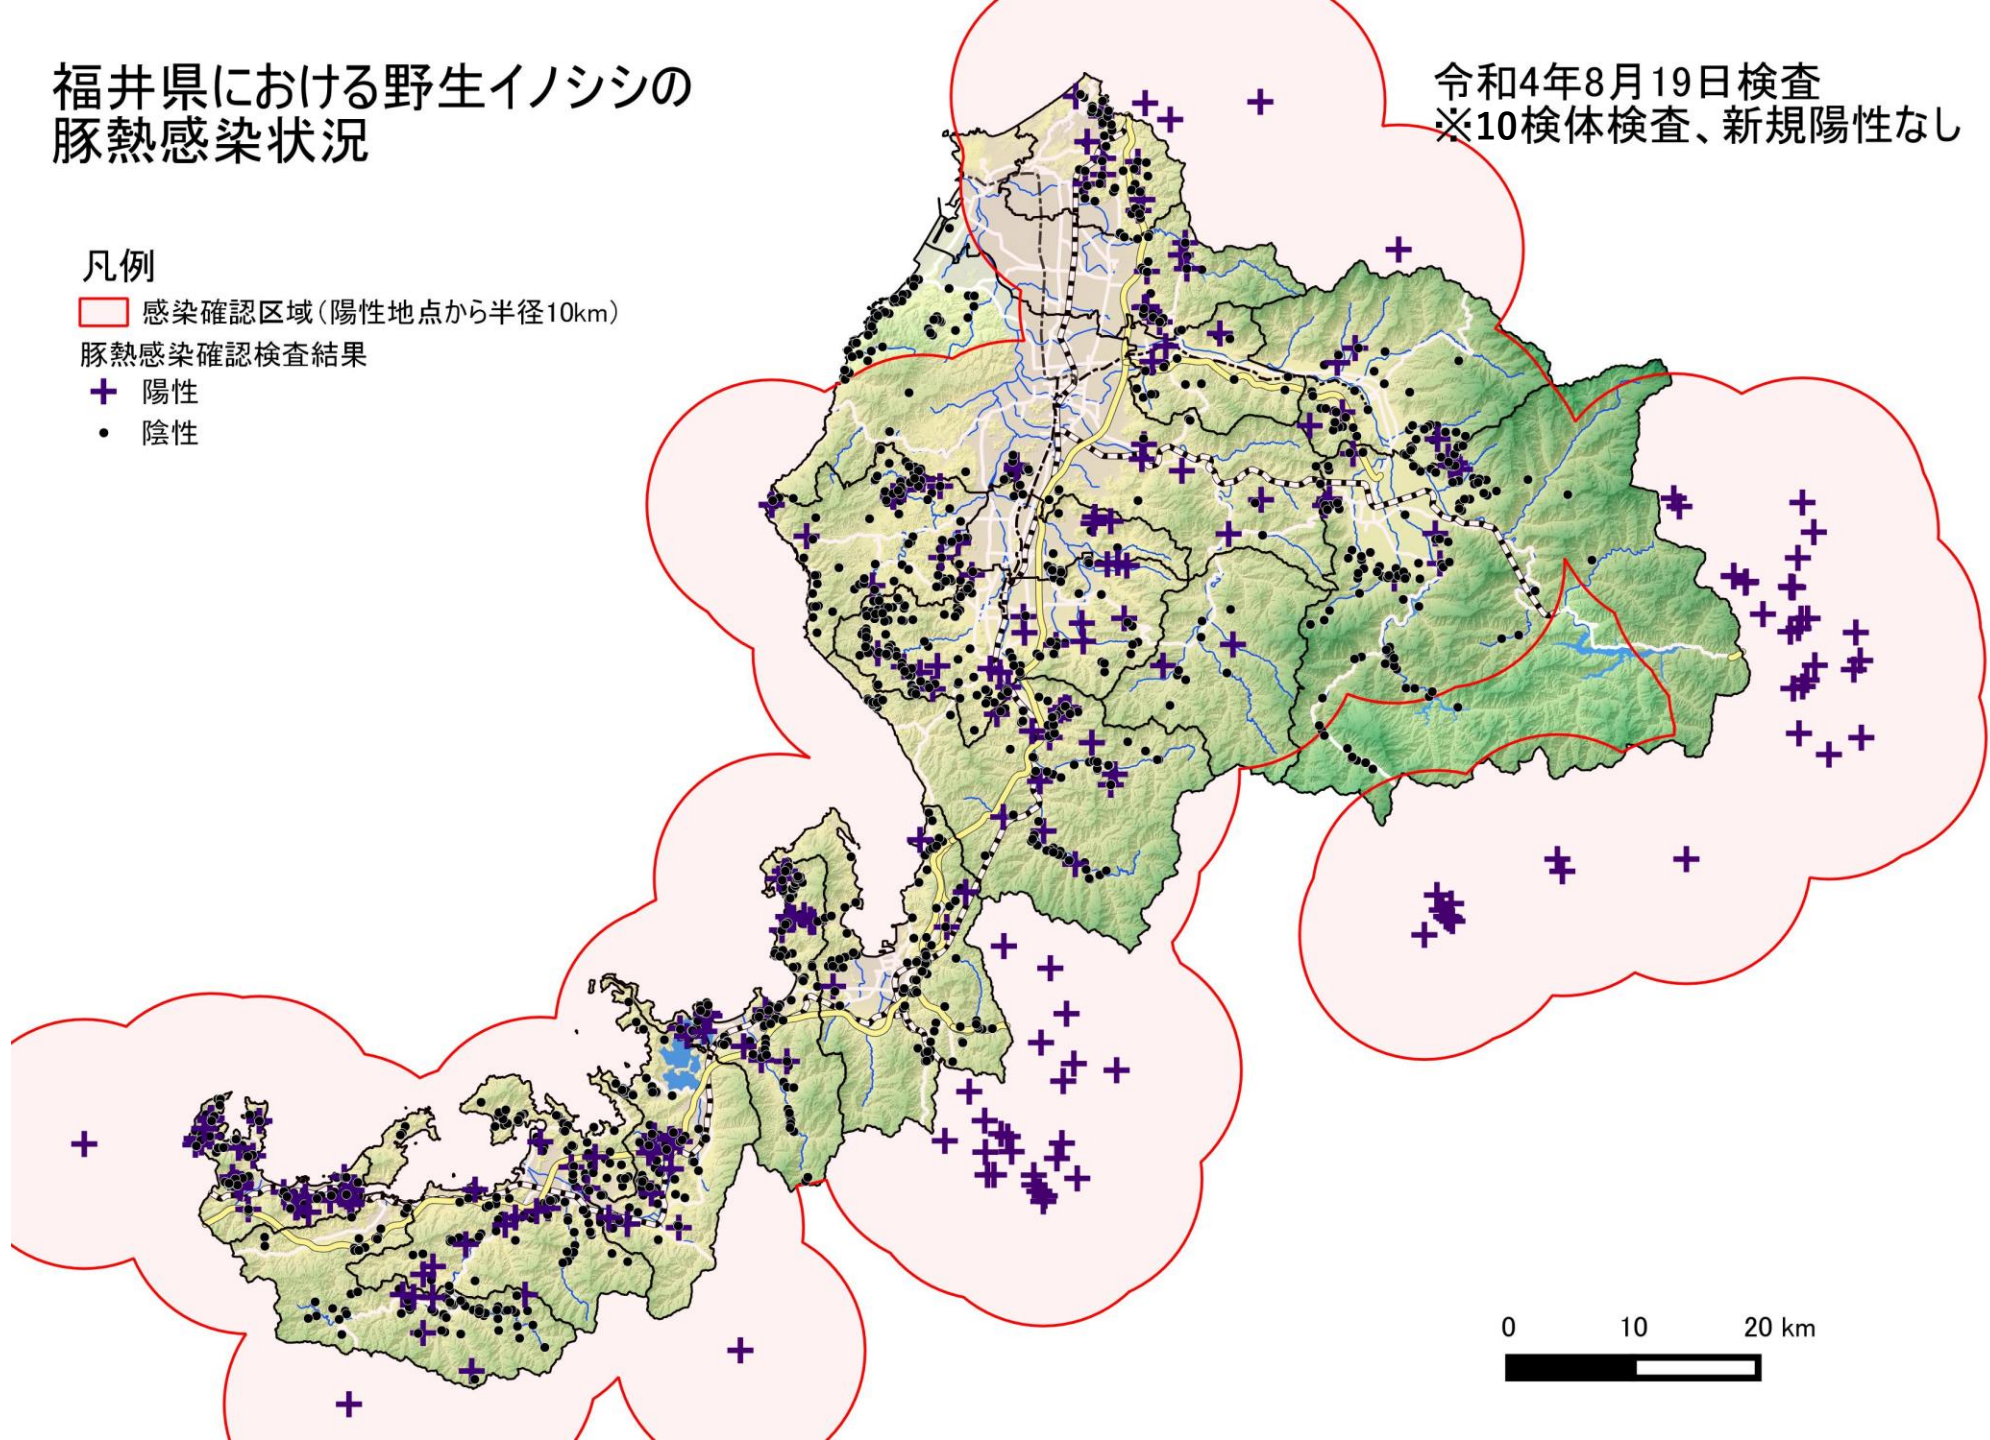 福井県における野生イノシシの
豚熱感染状況
令和4年8月19日検査
※10検体検査、新規陽性なし
凡例
感染確認区域(陽性地点から半径10km)
豚熱感染確認検査結果
陽性
陰性
0 10 20 km